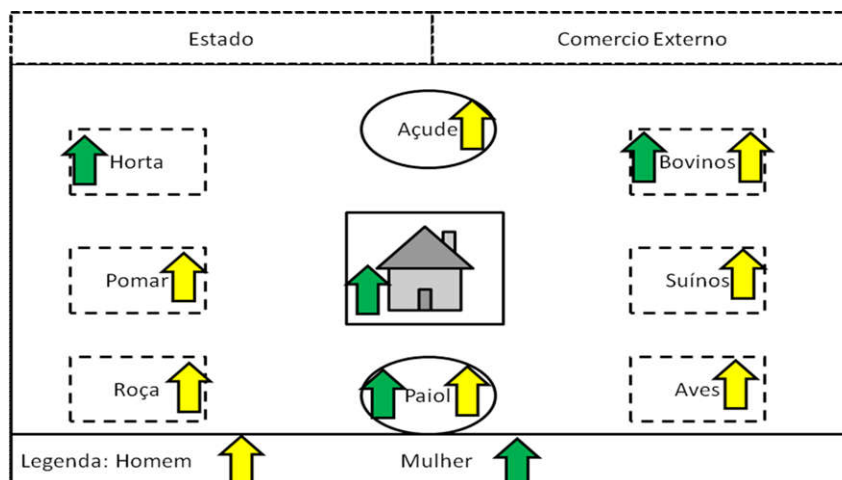 Estado
Comercio Externo
Açude
Horta
Bovinos
Pomar
Suínos
Roça
Paiol
Aves
Legenda: Homem
Mulher